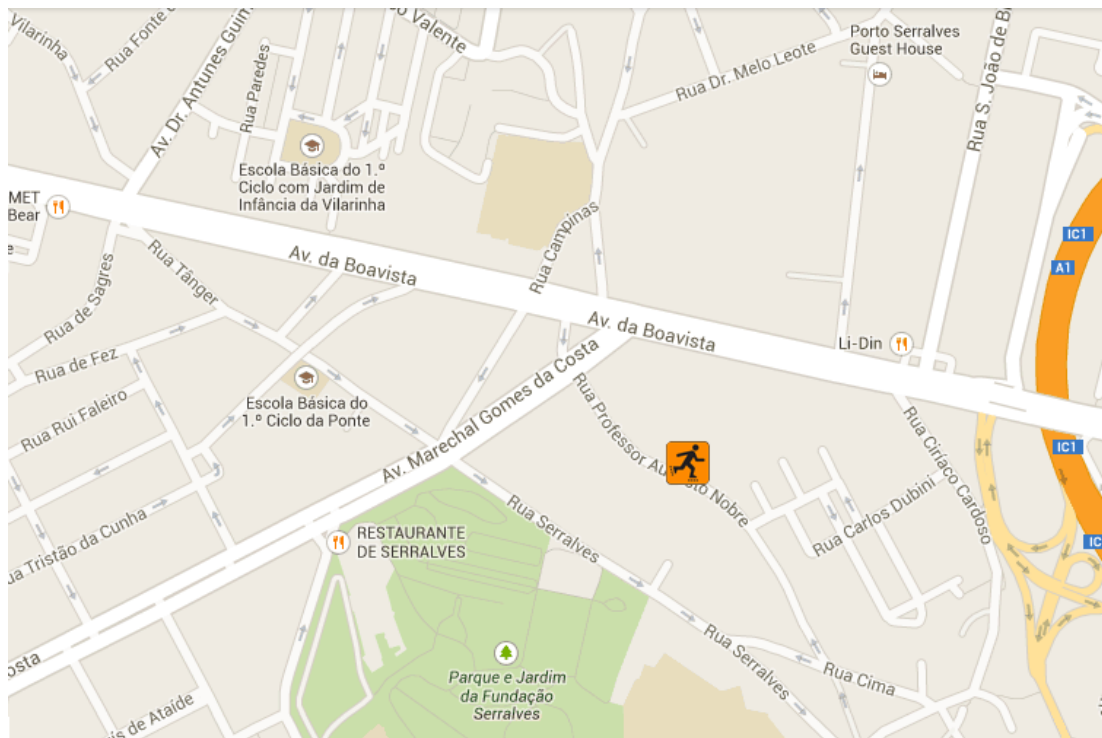 Vilarinha
Rua Fonte
Av. Dr. Antunes Guim
Rua Paredes
Valente
Porto Serralves
Guest House
Rua Dr. Melo Leote
Rua S. João de B
Escola Básica do 1.º
Ciclo com Jardim de
Infância da Vilarinha
MET
Bear
e
IC1
A1
Rua Campinas
Av. da Boavista
Rua Tânger
Rua de Sagres
Av. da Boavista
Li-Din
Rua de Fez
Rua Rui Faleiro
Escola Básica do
1.º Ciclo da Ponte
Av. Marechal Gomes da Costa
Rua Professor Augusto Nobre
Rua Ciríaco Cardoso
IC1
Rua Carlos Dubini
Rua Serralves
RESTAURANTE
DE SERRALVES
ua Tristão da Cunha
IC
Rua Serralves
Rua Cima
Parque e Jardim
da Fundação
Serralves
osta
is de Ataíde